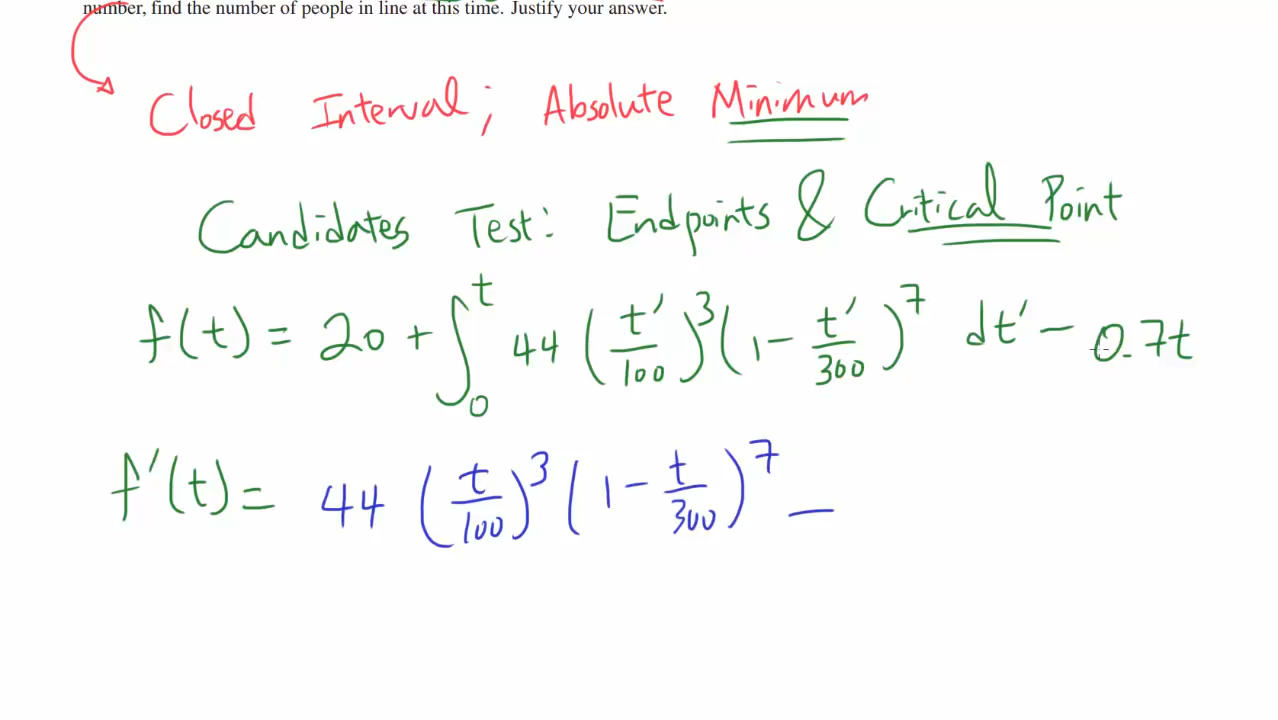 number, find the number of people in line at this time. Justify your answer.
Closed Interval; Absolute Minimum
Candidates Test: Endpoints & Critical Point
f(t) = 20 + ∫₀ᵗ 44 (t'/100)³ (1 - t'/300)⁷ dt' - 0.7t
f'(t) = 44 (t/100)³ (1 - t/300)⁷ -